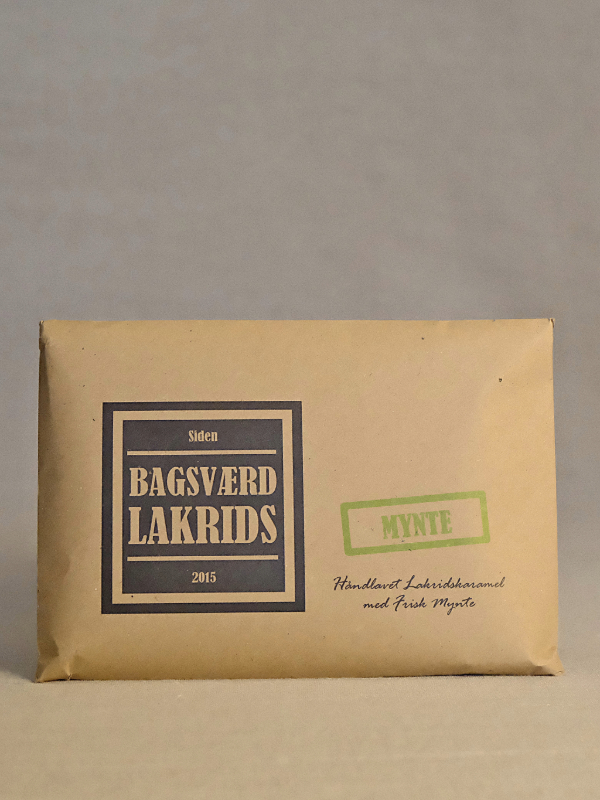 Siden
BAGSVÆRD
LAKRIDS
2015
MYNTE
Håndlavet Lakridskaramel
med Frisk Mynte